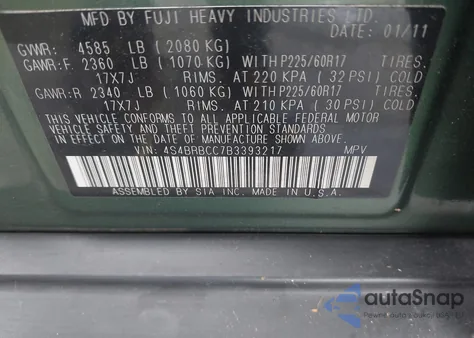 MFD BY FUJI HEAVY INDUSTRIES LTD.
DATE: 01/11
GVWR: 4585 LB (2080 KG)
GAWR:F 2360 LB (1070 KG) WITH P225/60R17 TIRES,
17X7J RIMS, AT 220 KPA (32 PSI) COLD
GAWR:R 2340 LB (1060 KG) WITH P225/60R17 TIRES,
17X7J RIMS, AT 210 KPA (30 PSI) COLD
THIS VEHICLE CONFORMS TO ALL APPLICABLE FEDERAL MOTOR
VEHICLE SAFETY AND THEFT PREVENTION STANDARDS
IN EFFECT ON THE DATE OF MANUFACTURE SHOWN ABOVE.
VIN: 4S4BRBCC7B3393217 MPV
ASSEMBLED BY SIA INC. MADE IN U.S.A.
autoSnap